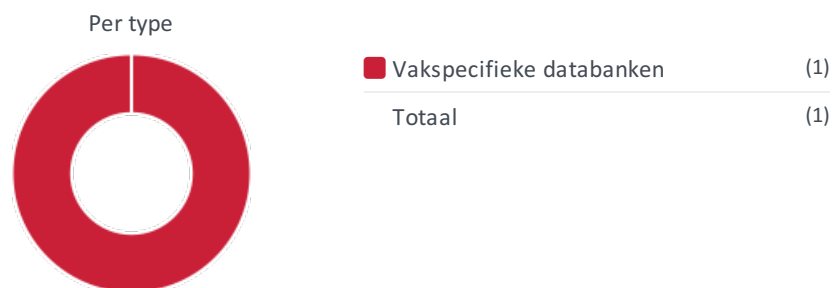 Per type
Vakspecifieke databanken (1)
Totaal (1)